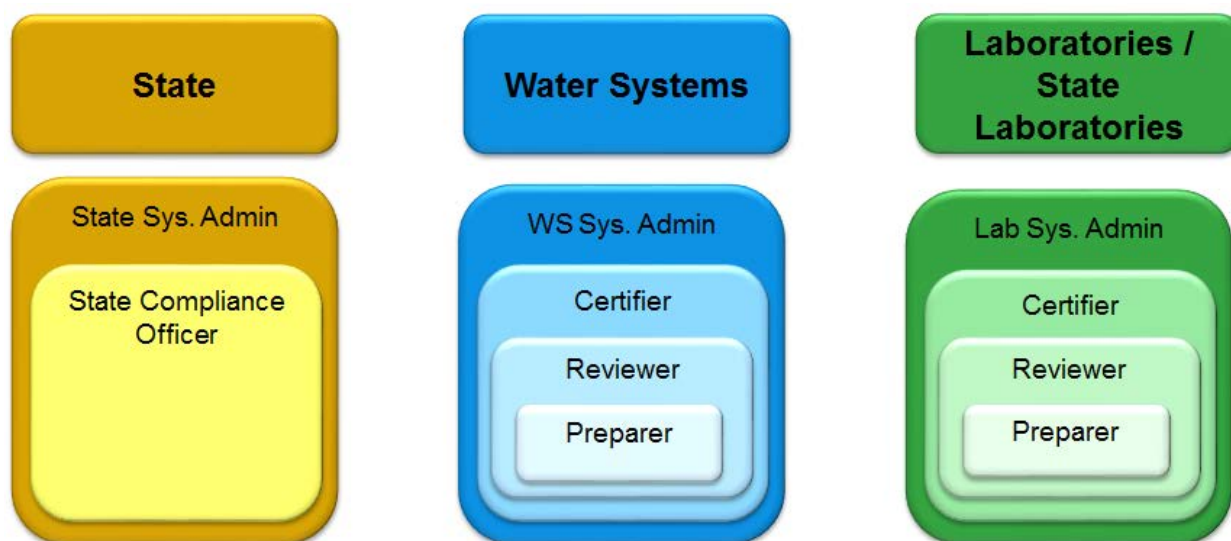 State
Water Systems
Laboratories /
State
Laboratories
State Sys. Admin
State Compliance
Officer
WS Sys. Admin
Certifier
Reviewer
Preparer
Lab Sys. Admin
Certifier
Reviewer
Preparer